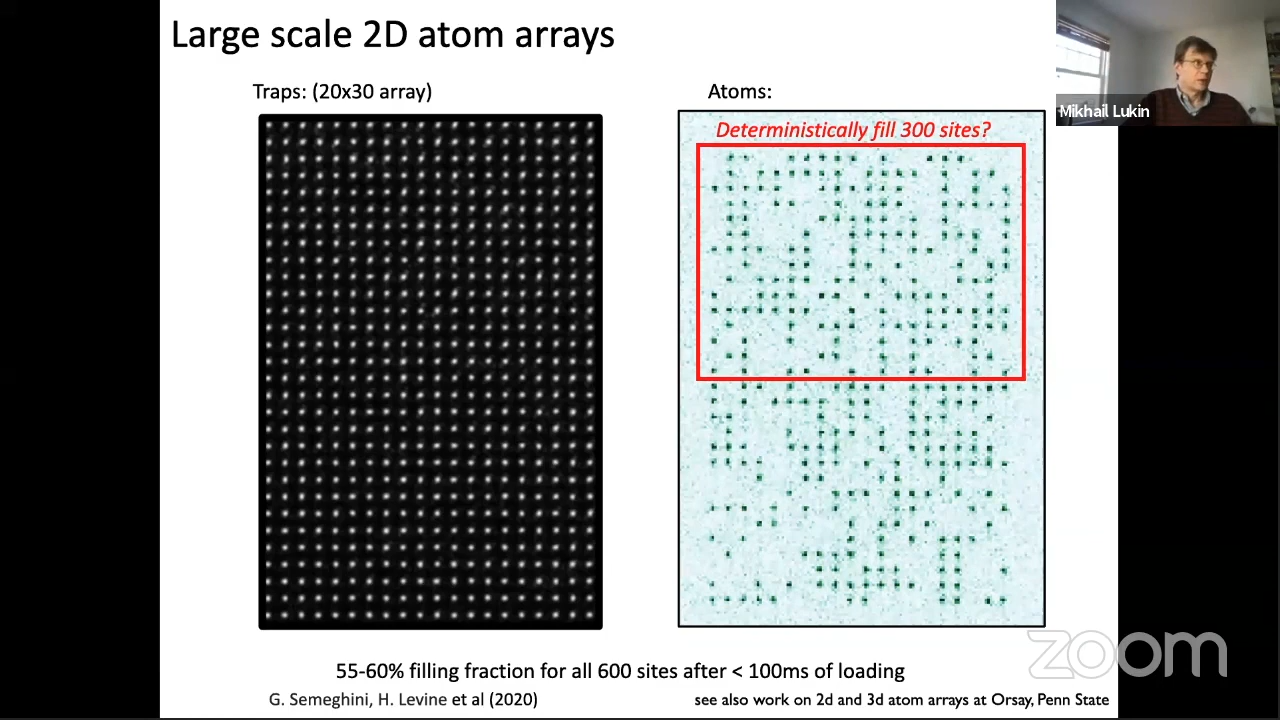 Large scale 2D atom arrays
Traps: (20x30 array)
Atoms:
Mikhail Lukin
Deterministically fill 300 sites?
zoom
55-60% filling fraction for all 600 sites after < 100ms of loading
G. Semeghini, H. Levine et al (2020)
see also work on 2d and 3d atom arrays at Orsay, Penn State